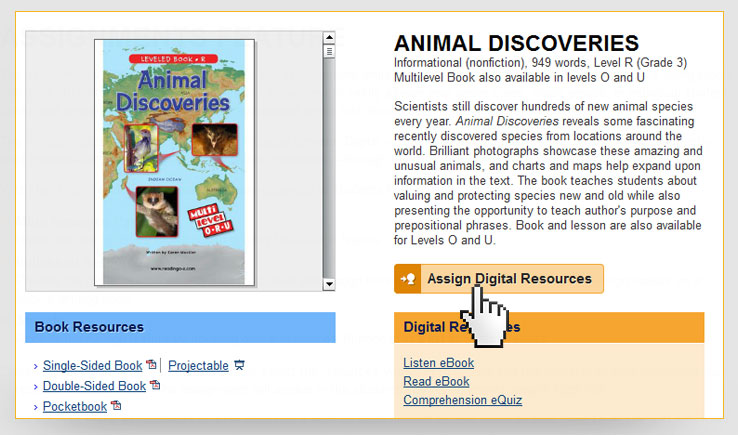 LEVELED BOOK • R
Animal
Discoveries
INDIAN OCEAN
AUSTRALIA
MULTI
level
O•R•U
Written by Karen Mockler
www.readinga-z.com
ANIMAL DISCOVERIES
Informational (nonfiction), 949 words, Level R (Grade 3)
Multilevel Book also available in levels O and U
Scientists still discover hundreds of new animal species
every year. Animal Discoveries reveals some fascinating
recently discovered species from locations around the
world. Brilliant photographs showcase these amazing and
unusual animals, and charts and maps help expand upon
information in the text. The book teaches students about
valuing and protecting species new and old while also
presenting the opportunity to teach author's purpose and
prepositional phrases. Book and lesson are also available
for Levels O and U.
Assign Digital Resources
Book Resources
Single-Sided Book | Projectable
Double-Sided Book
Pocketbook
Digital Re es
Listen eBook
Read eBook
Comprehension eQuiz